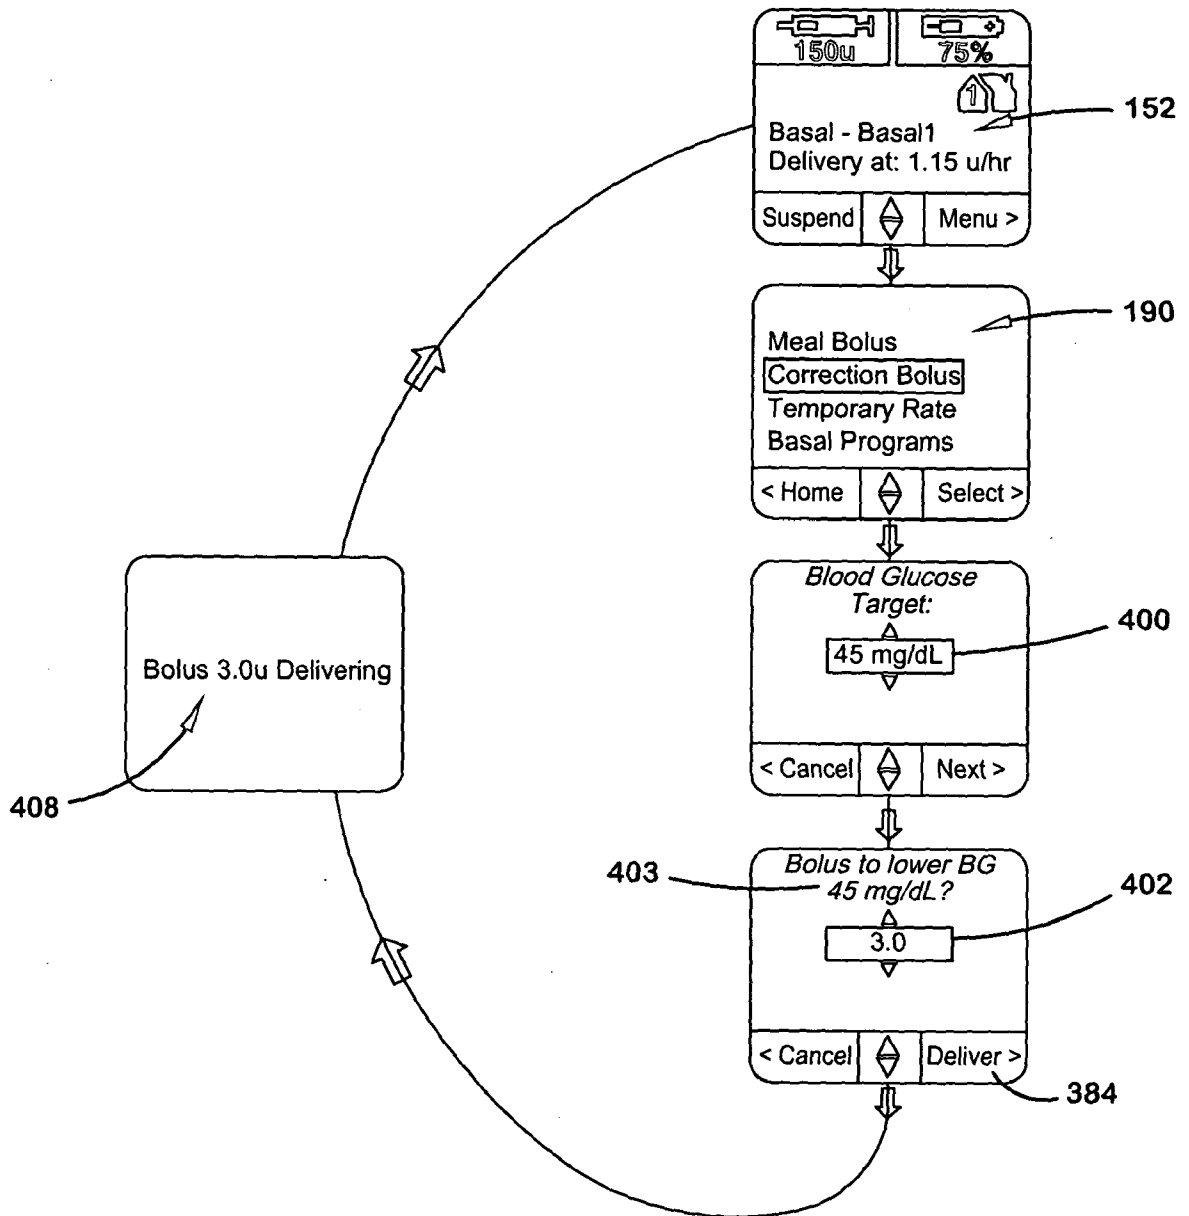 150u
75%
1
152
Basal - Basal1
Delivery at: 1.15 u/hr
Suspend
Menu >
190
Meal Bolus
Correction Bolus
Temporary Rate
Basal Programs
< Home
Select >
Blood Glucose
Target:
400
45 mg/dL
< Cancel
Next >
Bolus 3.0u Delivering
408
Bolus to lower BG
403
45 mg/dL?
402
3.0
< Cancel
Deliver >
384